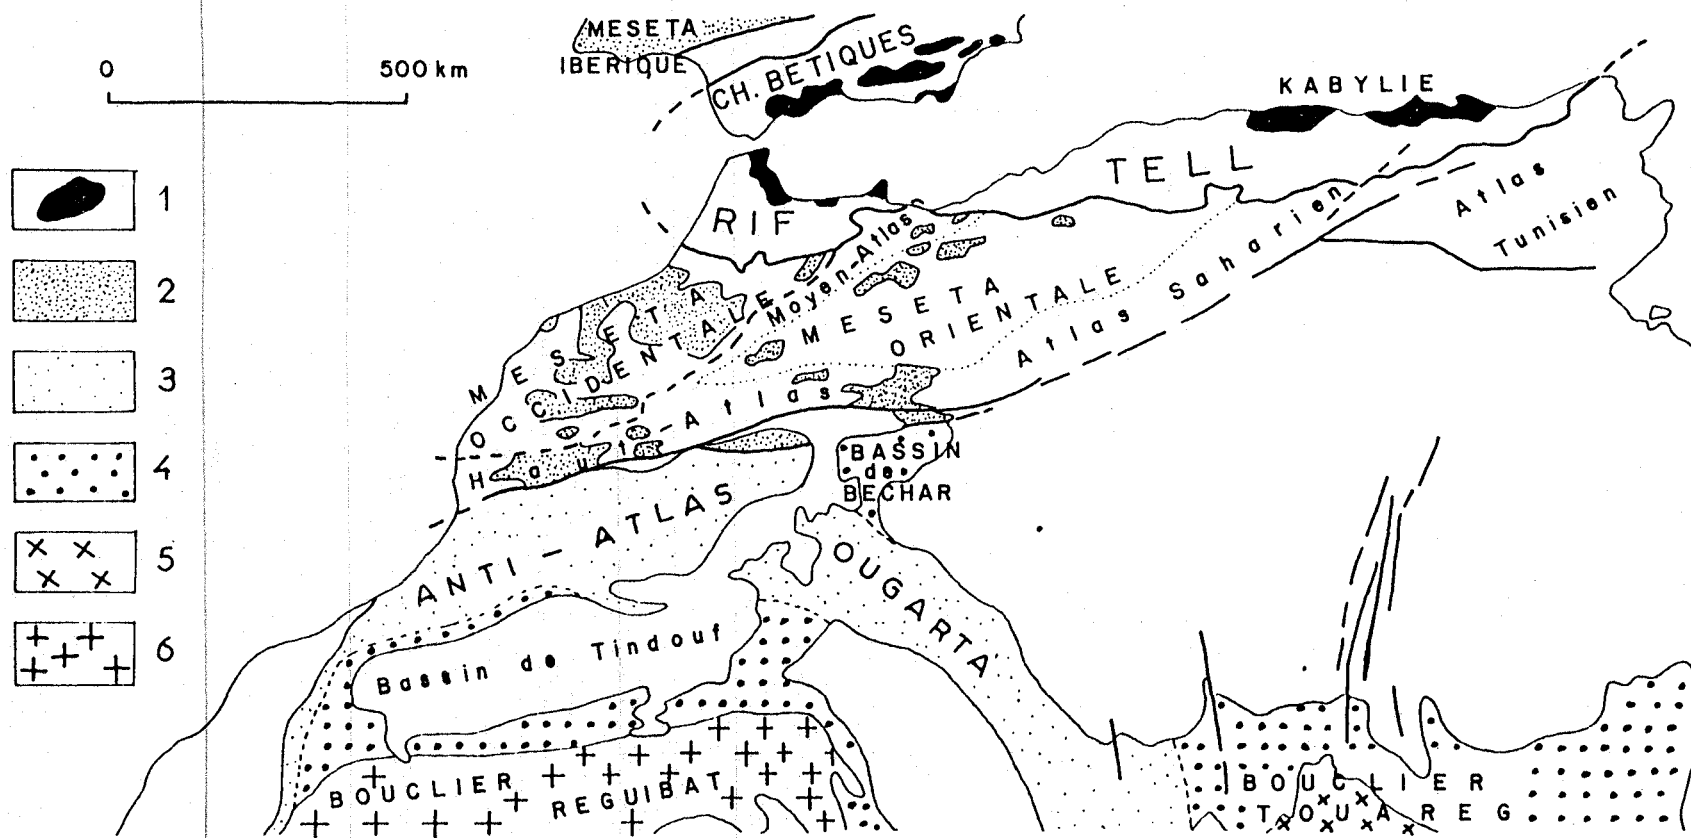 MESETA
IBERIQUE
CH. BETIQUES
0 500 km
KABYLIE
TELL
RIF
Atlas
Tunisien
Moyen-Atlas
MESETA
OCCIDENTALE
MESETA
ORIENTALE
Atlas Saharien
Haut-Atlas
BASSIN
de
BECHAR
ANTI-ATLAS
OUGARTA
Bassin de Tindouf
BOUCLIER
REGUIBAT
BOUCLIER
TOUAREG
1
2
3
4
5
6